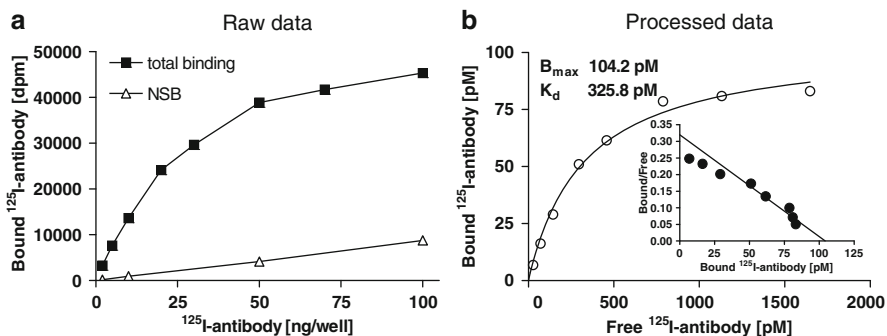 a
Raw data
50000
40000
30000
20000
10000
0
Bound ¹²⁵I-antibody [dpm]
total binding
NSB
0 25 50 75 100
¹²⁵I-antibody [ng/well]
b
Processed data
100
75
50
25
0
Bound ¹²⁵I-antibody [pM]
Bmax 104.2 pM
Kd 325.8 pM
0.35
0.30
0.25
0.20
0.15
0.10
0.05
0.00
Bound/Free
0 25 50 75 100 125
Bound ¹²⁵I-antibody [pM]
0 500 1000 1500 2000
Free ¹²⁵I-antibody [pM]